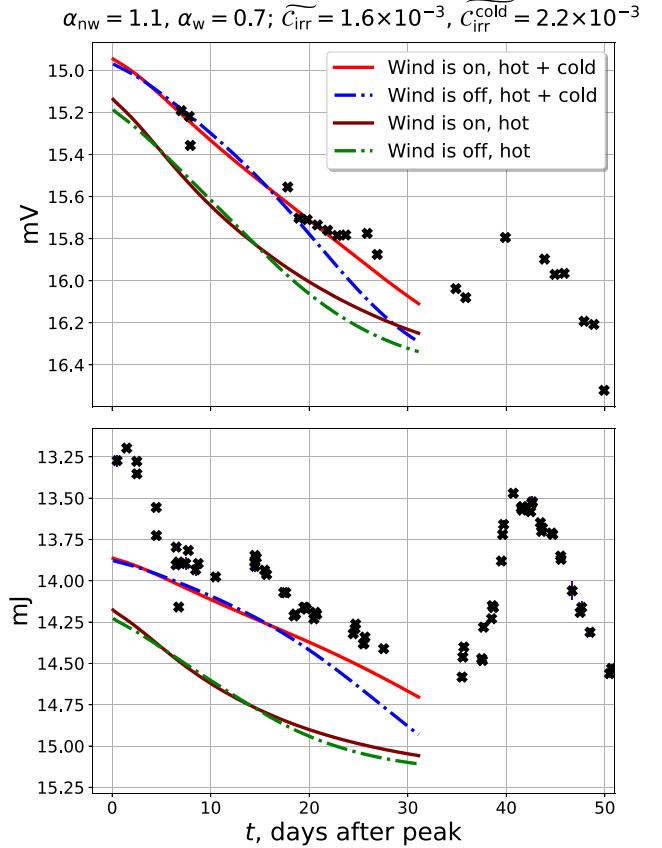 α_nw = 1.1, α_w = 0.7; C̃_irr = 1.6×10⁻³, C̃_irr^cold = 2.2×10⁻³
Wind is on, hot + cold
Wind is off, hot + cold
Wind is on, hot
Wind is off, hot
15.0
15.2
15.4
15.6
15.8
16.0
16.2
16.4
mV
13.25
13.50
13.75
14.00
14.25
14.50
14.75
15.00
15.25
mJ
0 10 20 30 40 50
t, days after peak